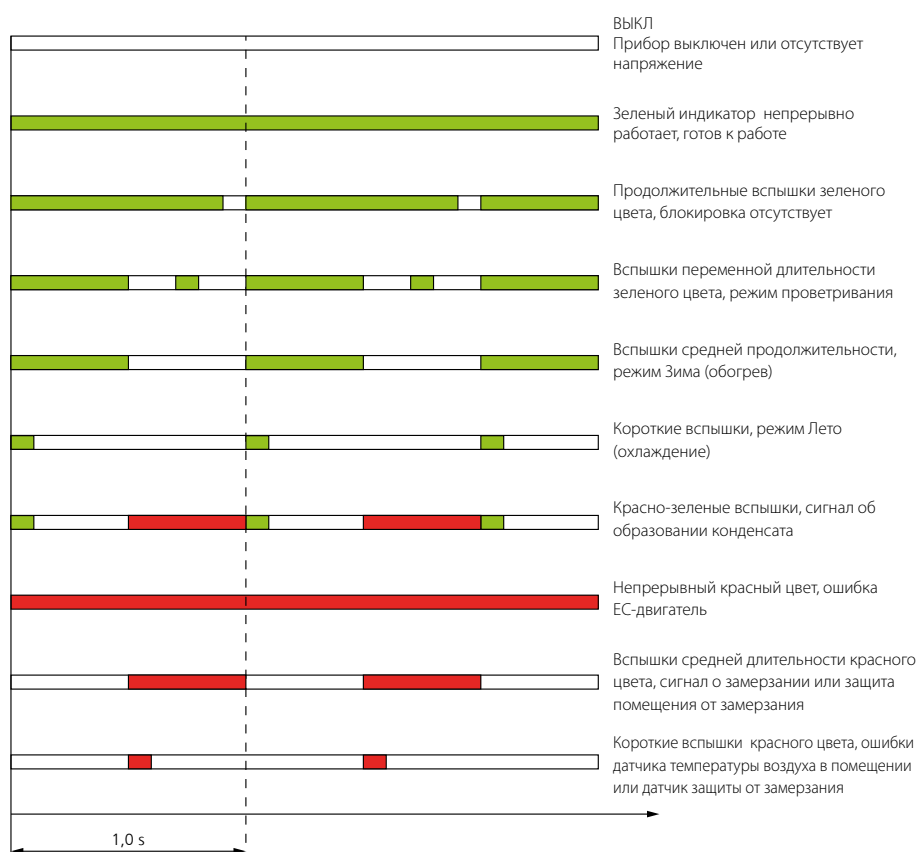 ВЫКЛ
Прибор выключен или отсутствует
напряжение
Зеленый индикатор непрерывно
работает, готов к работе
Продолжительные вспышки зеленого
цвета, блокировка отсутствует
Вспышки переменной длительности
зеленого цвета, режим проветривания
Вспышки средней продолжительности,
режим Зима (обогрев)
Короткие вспышки, режим Лето
(охлаждение)
Красно-зеленые вспышки, сигнал об
образовании конденсата
Непрерывный красный цвет, ошибка
ЕС-двигатель
Вспышки средней длительности красного
цвета, сигнал о замерзании или защита
помещения от замерзания
Короткие вспышки красного цвета, ошибки
датчика температуры воздуха в помещении
или датчик защиты от замерзания
1,0 s